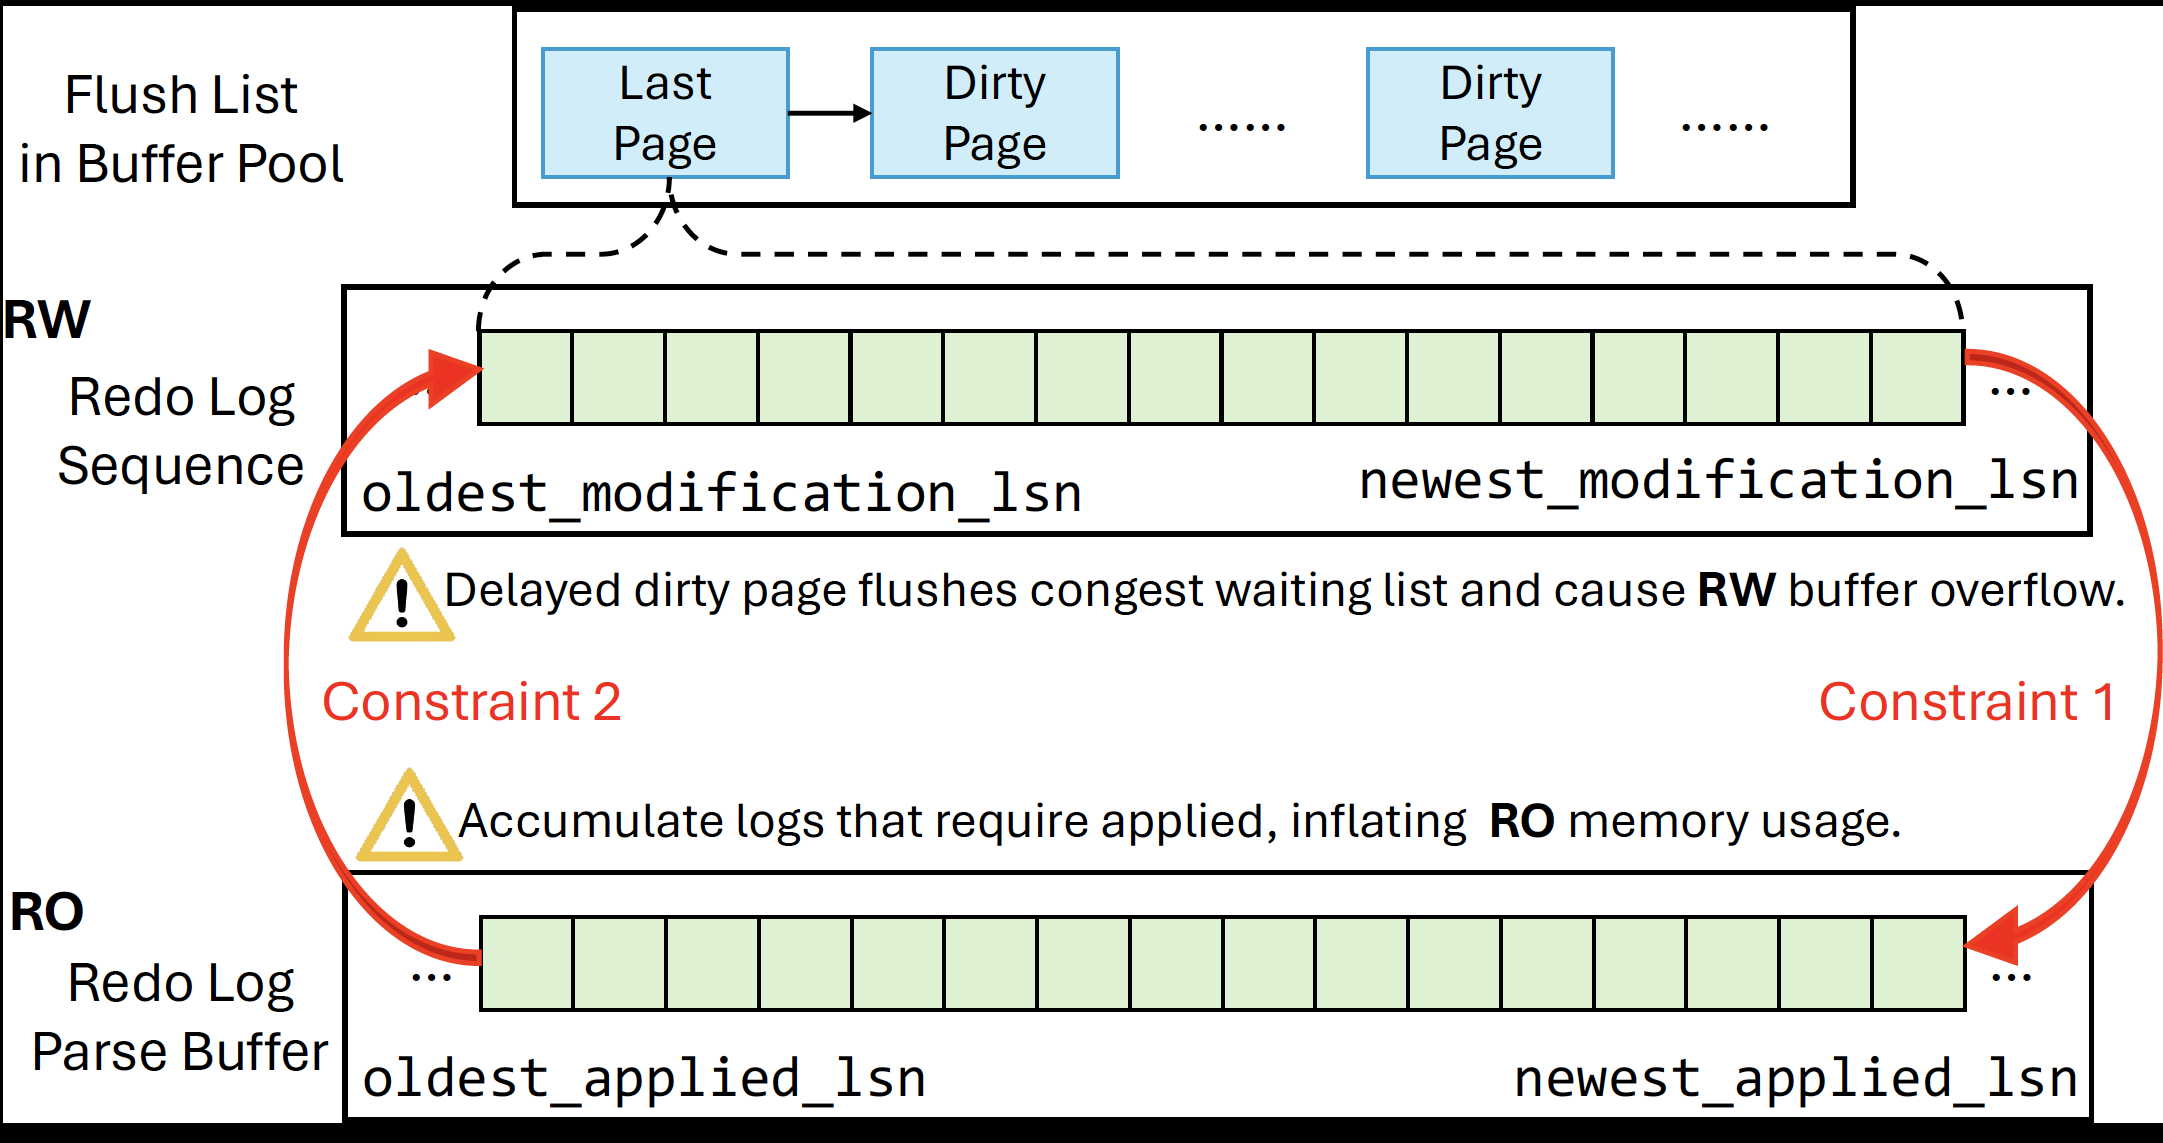 Flush List
in Buffer Pool
Last
Page
Dirty
Page
......
Dirty
Page
......
RW
Redo Log
Sequence
...
oldest_modification_lsn
newest_modification_lsn
Delayed dirty page flushes congest waiting list and cause RW buffer overflow.
Constraint 2
Constraint 1
Accumulate logs that require applied, inflating RO memory usage.
RO
Redo Log
Parse Buffer
...
...
oldest_applied_lsn
newest_applied_lsn